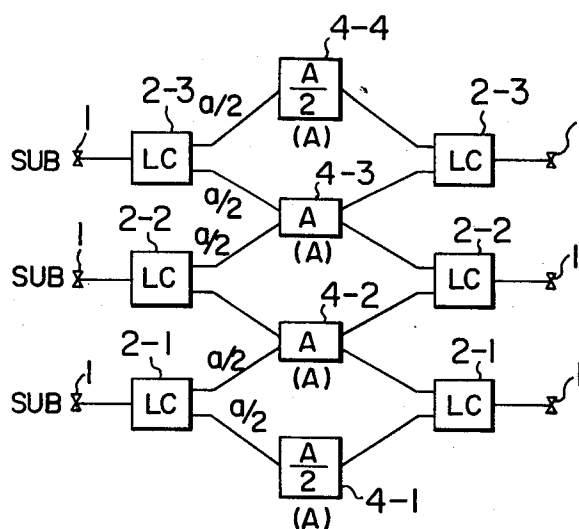 4-4
2-3 a/2 A/2 2-3
1 (A)
SUB LC LC
4-3
a/2
2-2 a/2 A 2-2
1 (A)
SUB LC LC 1
4-2
2-1 A 2-1
1 a/2 (A) 1
SUB LC LC
a/2
A/2
4-1
(A)